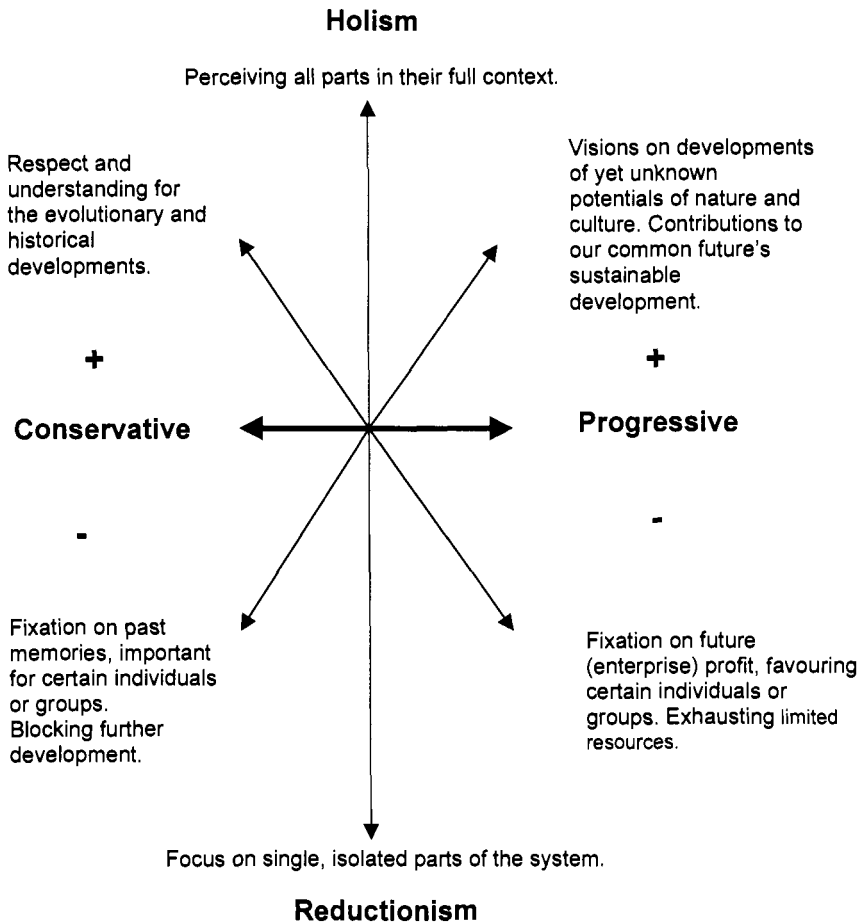 Holism
Perceiving all parts in their full context.
Respect and
understanding for
the evolutionary and
historical
developments.
Visions on developments
of yet unknown
potentials of nature and
culture. Contributions to
our common future's
sustainable
development.
+
+
Conservative
Progressive
-
-
Fixation on past
memories, important
for certain individuals
or groups.
Blocking further
development.
Fixation on future
(enterprise) profit, favouring
certain individuals or
groups. Exhausting limited
resources.
Focus on single, isolated parts of the system.
Reductionism